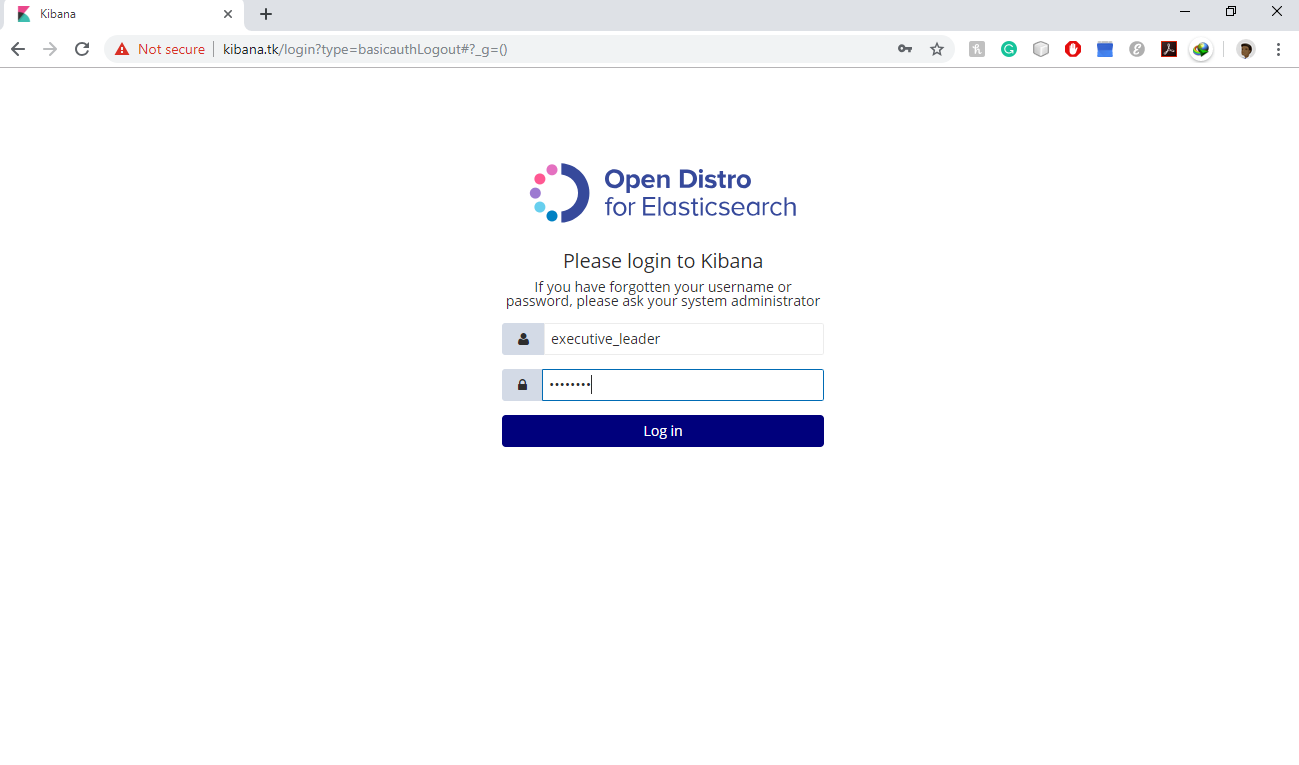 Kibana
Not secure kibana.tk/login?type=basicauthLogout#?_g=()
Open Distro
for Elasticsearch
Please login to Kibana
If you have forgotten your username or
password, please ask your system administrator
executive_leader
••••••••
Log in